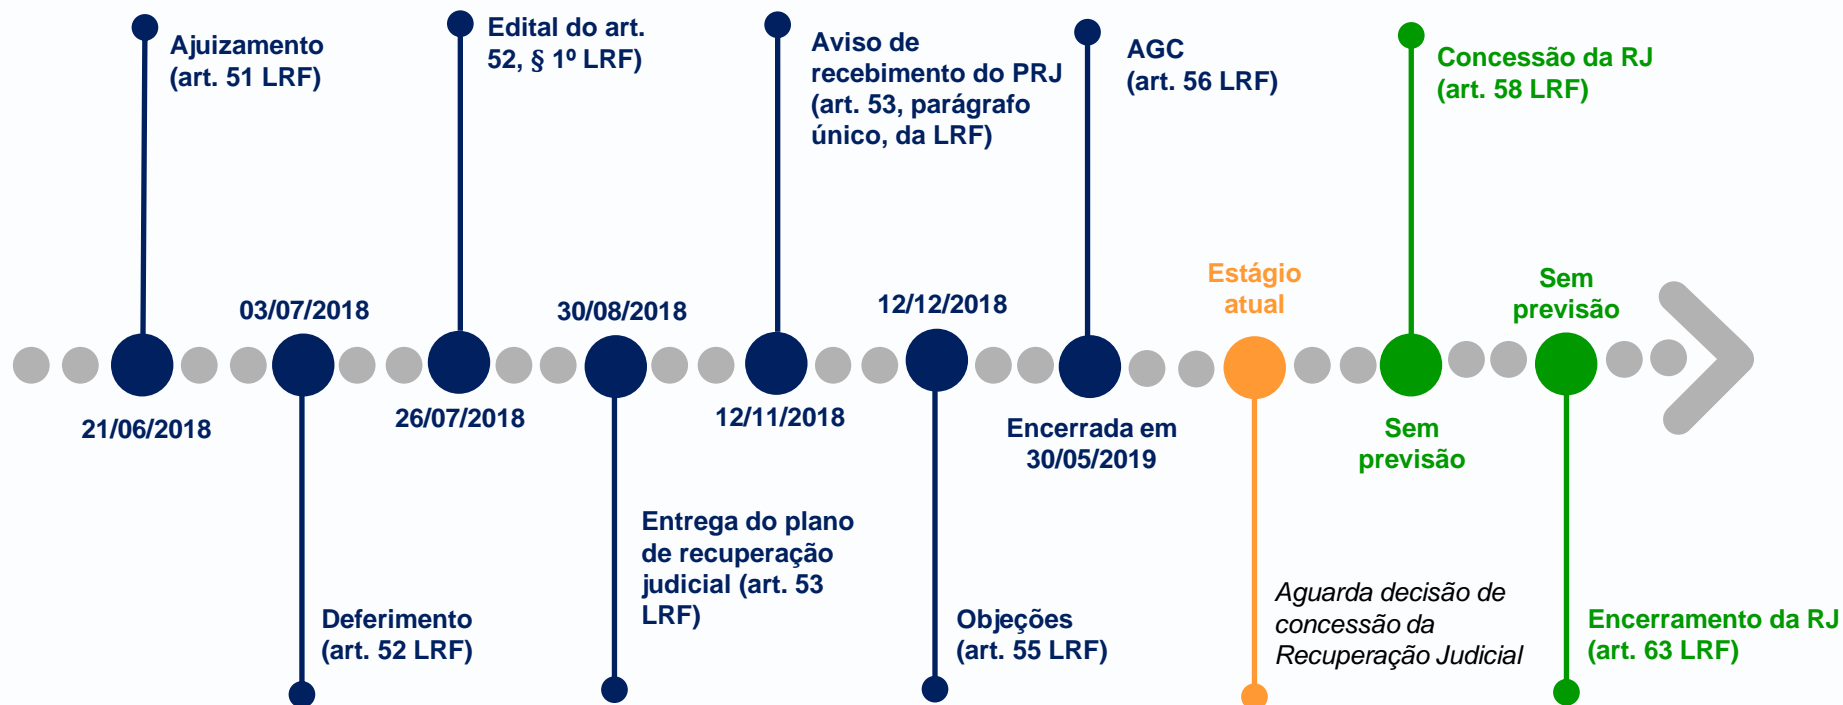 Ajuizamento
(art. 51 LRF)
21/06/2018
03/07/2018
Deferimento
(art. 52 LRF)
Edital do art.
52, § 1º LRF)
26/07/2018
30/08/2018
Entrega do plano
de recuperação
judicial (art. 53
LRF)
Aviso de
recebimento do PRJ
(art. 53, parágrafo
único, da LRF)
12/11/2018
12/12/2018
Objeções
(art. 55 LRF)
AGC
(art. 56 LRF)
Encerrada em
30/05/2019
Estágio
atual
Aguarda decisão de
concessão da
Recuperação Judicial
Concessão da RJ
(art. 58 LRF)
Sem
previsão
Sem
previsão
Encerramento da RJ
(art. 63 LRF)